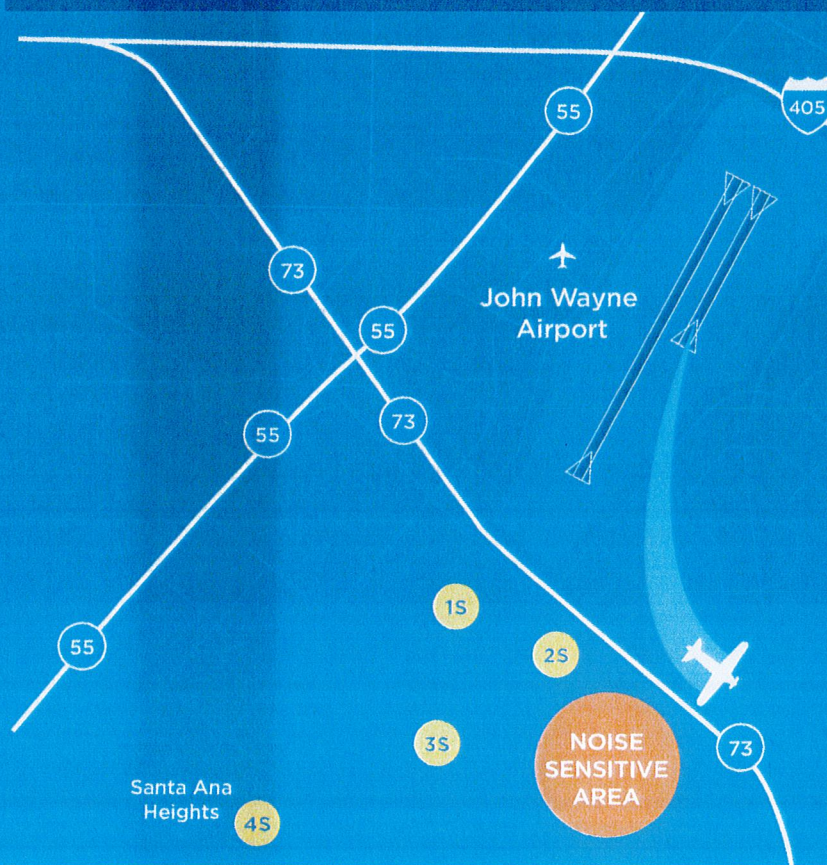 55
405
73
John Wayne
Airport
55
73
55
1S
55
2S
3S
NOISE
SENSITIVE
AREA
73
Santa Ana
Heights
4S